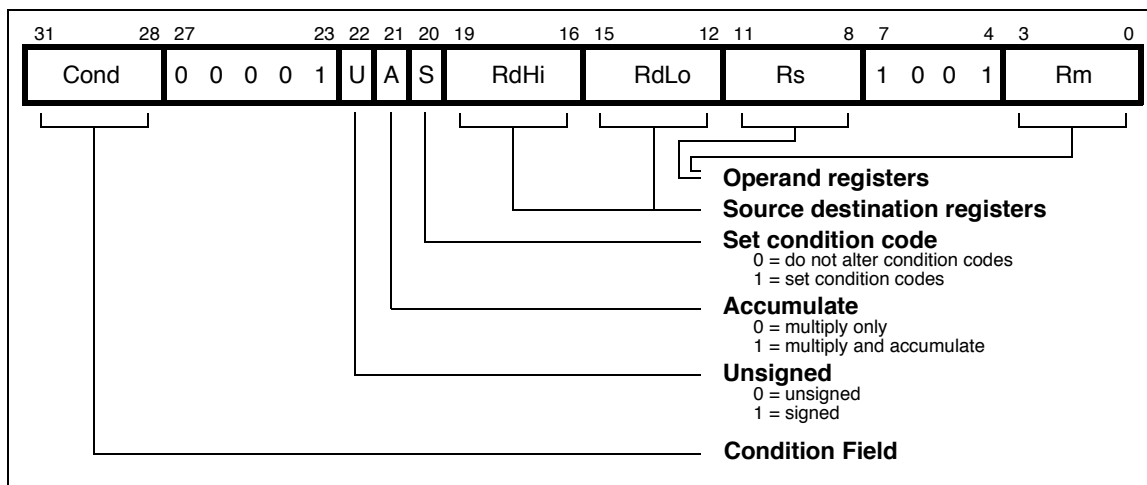 31 28 27 23 22 21 20 19 16 15 12 11 8 7 4 3 0
Cond 0 0 0 0 1 U A S RdHi RdLo Rs 1 0 0 1 Rm
Operand registers
Source destination registers
Set condition code
0 = do not alter condition codes
1 = set condition codes
Accumulate
0 = multiply only
1 = multiply and accumulate
Unsigned
0 = unsigned
1 = signed
Condition Field